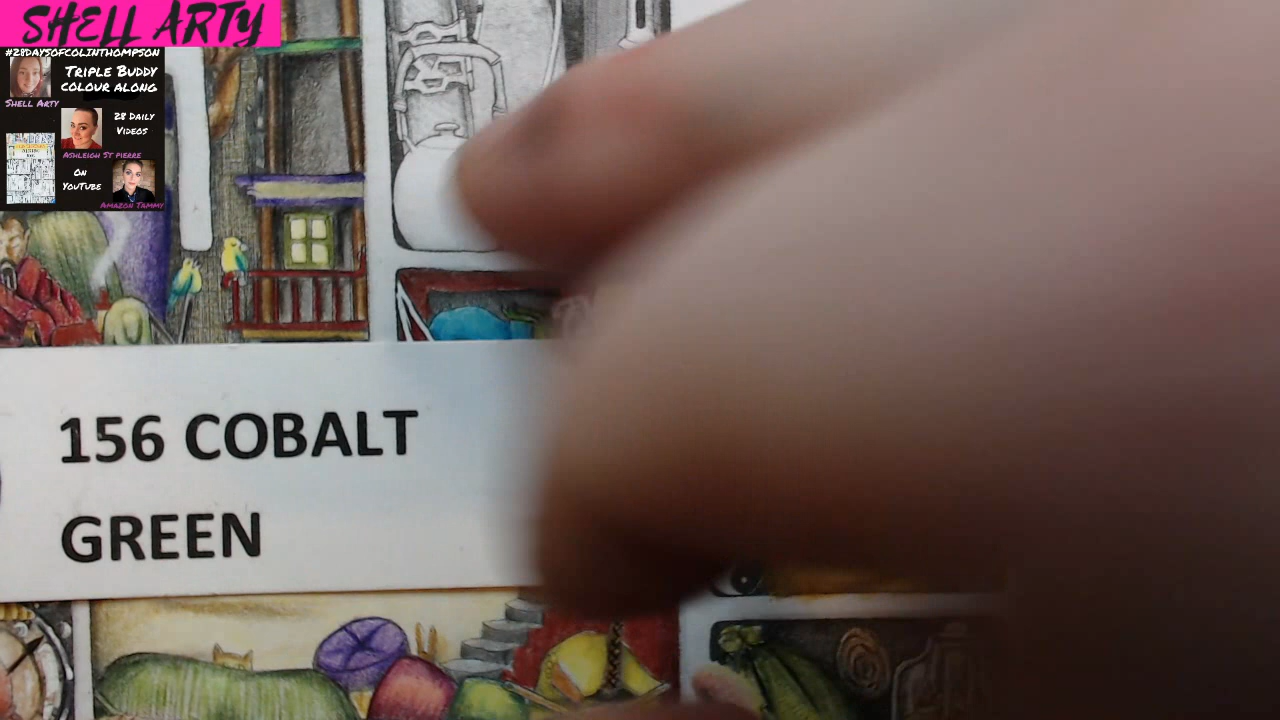 SHELL ARTY
#28DAYSOFCOLINTHOMPSON
TRIPLE BUDDY
COLOUR ALONG
SHELL ARTY
28 DAILY
VIDEOS
ASHLEIGH ST PIERRE
ON
YOUTUBE
AMAZON TAMMY
156 COBALT
GREEN